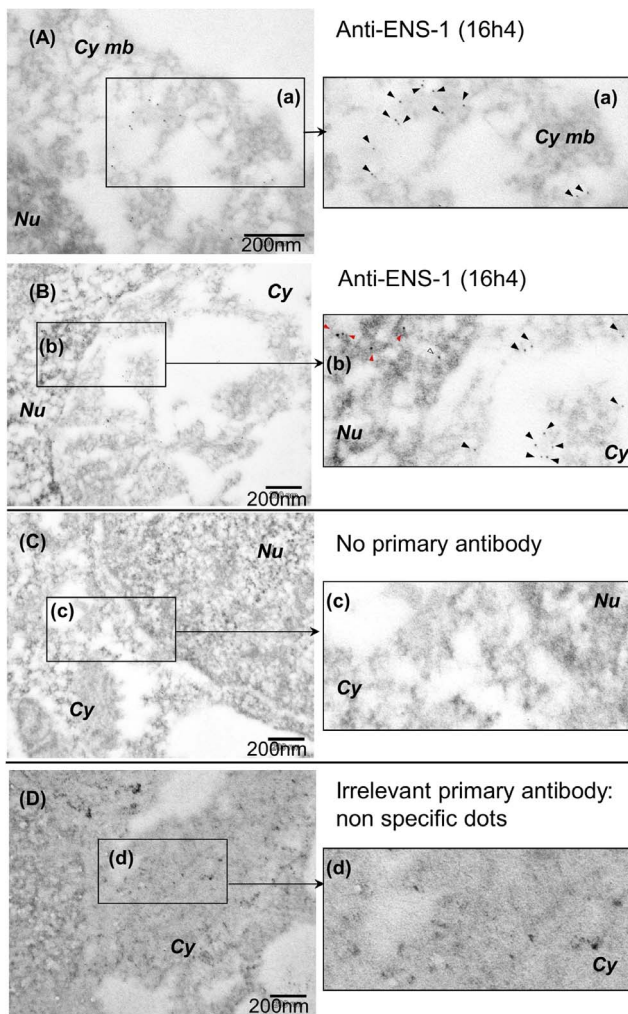 (A)
Cy mb
(a)
Nu
200nm
Anti-ENS-1 (16h4)
(a)
Cy mb
(B)
Cy
(b)
Nu
200nm
Anti-ENS-1 (16h4)
(b)
Nu
Cy
(C)
Nu
(c)
Cy
200nm
No primary antibody
(c)
Nu
Cy
(D)
(d)
Cy
200nm
Irrelevant primary antibody:
non specific dots
(d)
Cy